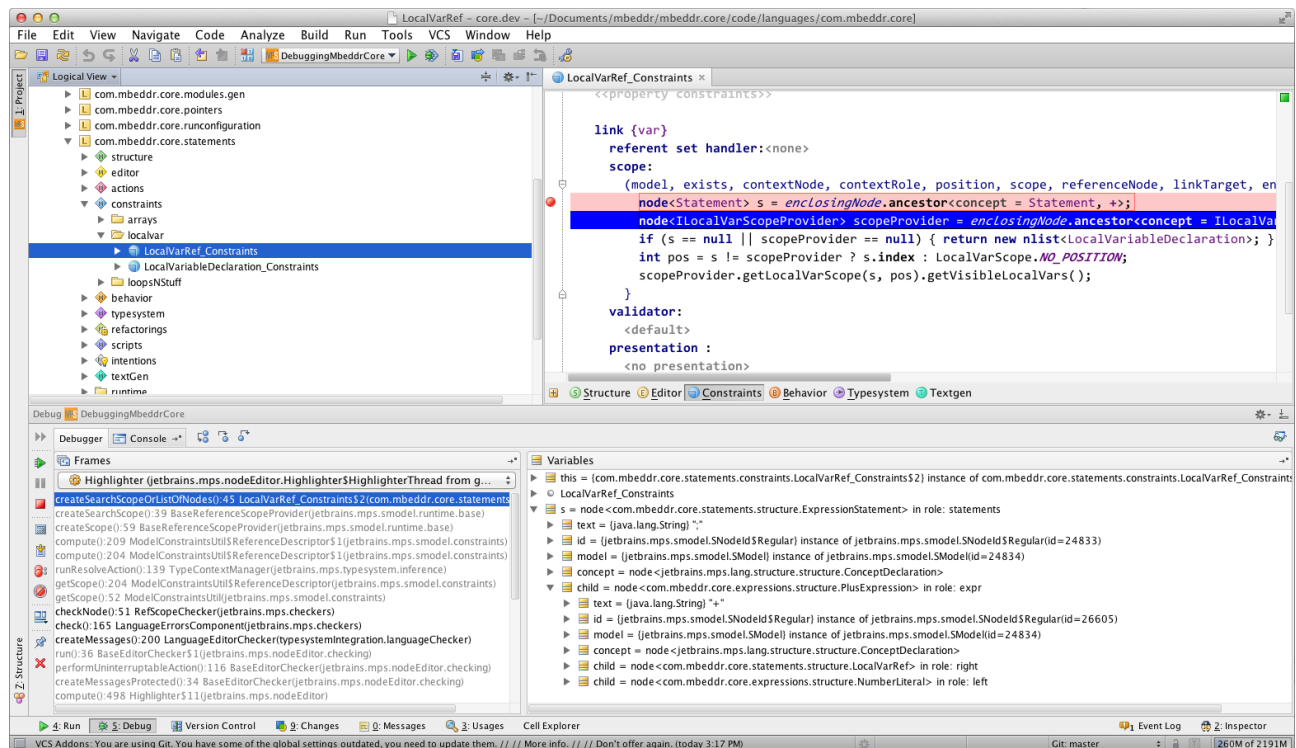 LocalVarRef – core.dev – [~/Documents/mbeddr/mbeddr.core/code/languages/com.mbeddr.core]
File Edit View Navigate Code Analyze Build Run Tools VCS Window Help
DebuggingMbeddrCore
1: Project
Logical View
com.mbeddr.core.modules.gen
com.mbeddr.core.pointers
com.mbeddr.core.runconfiguration
com.mbeddr.core.statements
structure
editor
actions
constraints
arrays
localvar
LocalVarRef_Constraints
LocalVariableDeclaration_Constraints
loopsNStuff
behavior
typesystem
refactorings
scripts
intentions
textGen
runtime
LocalVarRef_Constraints ×
<<property constraints>>
link {var}
referent set handler:<none>
scope:
(model, exists, contextNode, contextRole, position, scope, referenceNode, linkTarget, en
node<Statement> s = enclosingNode.ancestor<concept = Statement, +>;
node<ILocalVarScopeProvider> scopeProvider = enclosingNode.ancestor<concept = ILocalVa
if (s == null || scopeProvider == null) { return new nlist<LocalVariableDeclaration>; }
int pos = s != scopeProvider ? s.index : LocalVarScope.NO_POSITION;
scopeProvider.getLocalVarScope(s, pos).getVisibleLocalVars();
}
validator:
<default>
presentation :
<no presentation>
Structure Editor Constraints Behavior Typesystem Textgen
Debug DebuggingMbeddrCore
Debugger Console
Frames
Highlighter (jetbrains.mps.nodeEditor.Highlighter$HighlighterThread from g...
createSearchScopeOrListOfNodes():45 LocalVarRef_Constraints$2(com.mbeddr.core.statements
createSearchScope():39 BaseReferenceScopeProvider(jetbrains.mps.smodel.runtime.base)
createScope():59 BaseReferenceScopeProvider(jetbrains.mps.smodel.runtime.base)
compute():209 ModelConstraintsUtil$ReferenceDescriptor$1(jetbrains.mps.smodel.constraints)
compute():204 ModelConstraintsUtil$ReferenceDescriptor$1(jetbrains.mps.smodel.constraints)
runResolveAction():139 TypeContextManager(jetbrains.mps.typesystem.inference)
getScope():204 ModelConstraintsUtil$ReferenceDescriptor(jetbrains.mps.smodel.constraints)
getScope():52 ModelConstraintsUtil(jetbrains.mps.smodel.constraints)
checkNode():51 RefScopeChecker(jetbrains.mps.checkers)
check():165 LanguageErrorsComponent(jetbrains.mps.checkers)
createMessages():200 LanguageEditorChecker(typesystemIntegration.languageChecker)
run():36 BaseEditorChecker$1(jetbrains.mps.nodeEditor.checking)
performUninterruptableAction():116 BaseEditorChecker(jetbrains.mps.nodeEditor.checking)
createMessagesProtected():34 BaseEditorChecker(jetbrains.mps.nodeEditor.checking)
compute():498 Highlighter$11(jetbrains.mps.nodeEditor)
Variables
this = {com.mbeddr.core.statements.constraints.LocalVarRef_Constraints$2} instance of com.mbeddr.core.statements.constraints.LocalVarRef_Constraints
LocalVarRef_Constraints
s = node<com.mbeddr.core.statements.structure.ExpressionStatement> in role: statements
text = {java.lang.String} ";"
id = {jetbrains.mps.smodel.SNodeId$Regular} instance of jetbrains.mps.smodel.SNodeId$Regular(id=24833)
model = {jetbrains.mps.smodel.SModel} instance of jetbrains.mps.smodel.SModel(id=24834)
concept = node<jetbrains.mps.lang.structure.structure.ConceptDeclaration>
child = node<com.mbeddr.core.expressions.structure.PlusExpression> in role: expr
text = {java.lang.String} "+"
id = {jetbrains.mps.smodel.SNodeId$Regular} instance of jetbrains.mps.smodel.SNodeId$Regular(id=26605)
model = {jetbrains.mps.smodel.SModel} instance of jetbrains.mps.smodel.SModel(id=24834)
concept = node<jetbrains.mps.lang.structure.structure.ConceptDeclaration>
child = node<com.mbeddr.core.statements.structure.LocalVarRef> in role: right
child = node<com.mbeddr.core.expressions.structure.NumberLiteral> in role: left
Z: Structure
4: Run 5: Debug Version Control 9: Changes 0: Messages 3: Usages Cell Explorer 1 Event Log 2: Inspector
VCS Addons: You are using Git. You have some of the global settings outdated, you need to update them. // // More info. // // Don't offer again. (today 3:17 PM) Git: master 260M of 2191M